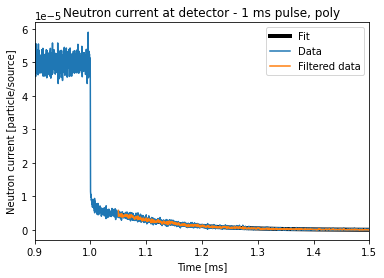 Neutron current at detector - 1 ms pulse, poly
1e-5
6
5
4
3
2
1
0
Neutron current [particle/source]
Fit
Data
Filtered data
0.9 1.0 1.1 1.2 1.3 1.4 1.5
Time [ms]